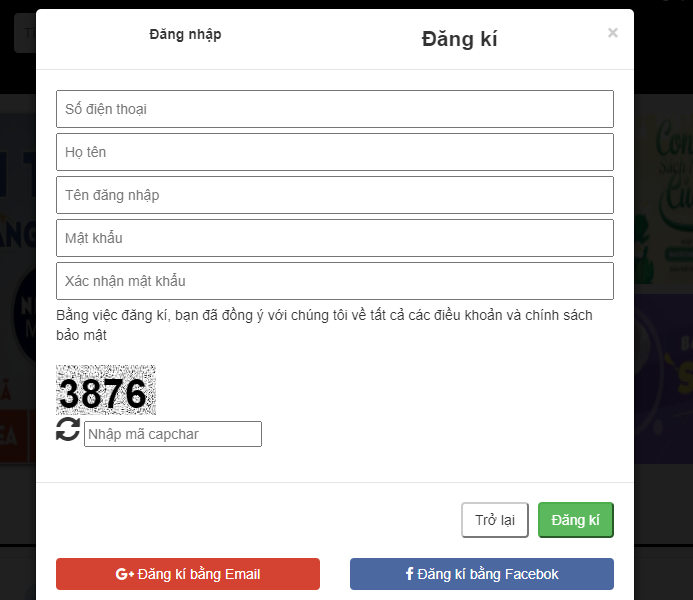 Đăng nhập
Đăng kí
×
Số điện thoại
Họ tên
Tên đăng nhập
Mật khẩu
Xác nhận mật khẩu
Bằng việc đăng kí, bạn đã đồng ý với chúng tôi về tất cả các điều khoản và chính sách
bảo mật
3876
Nhập mã capchar
Trở lại
Đăng kí
G+ Đăng kí bằng Email
f Đăng kí bằng Facebok